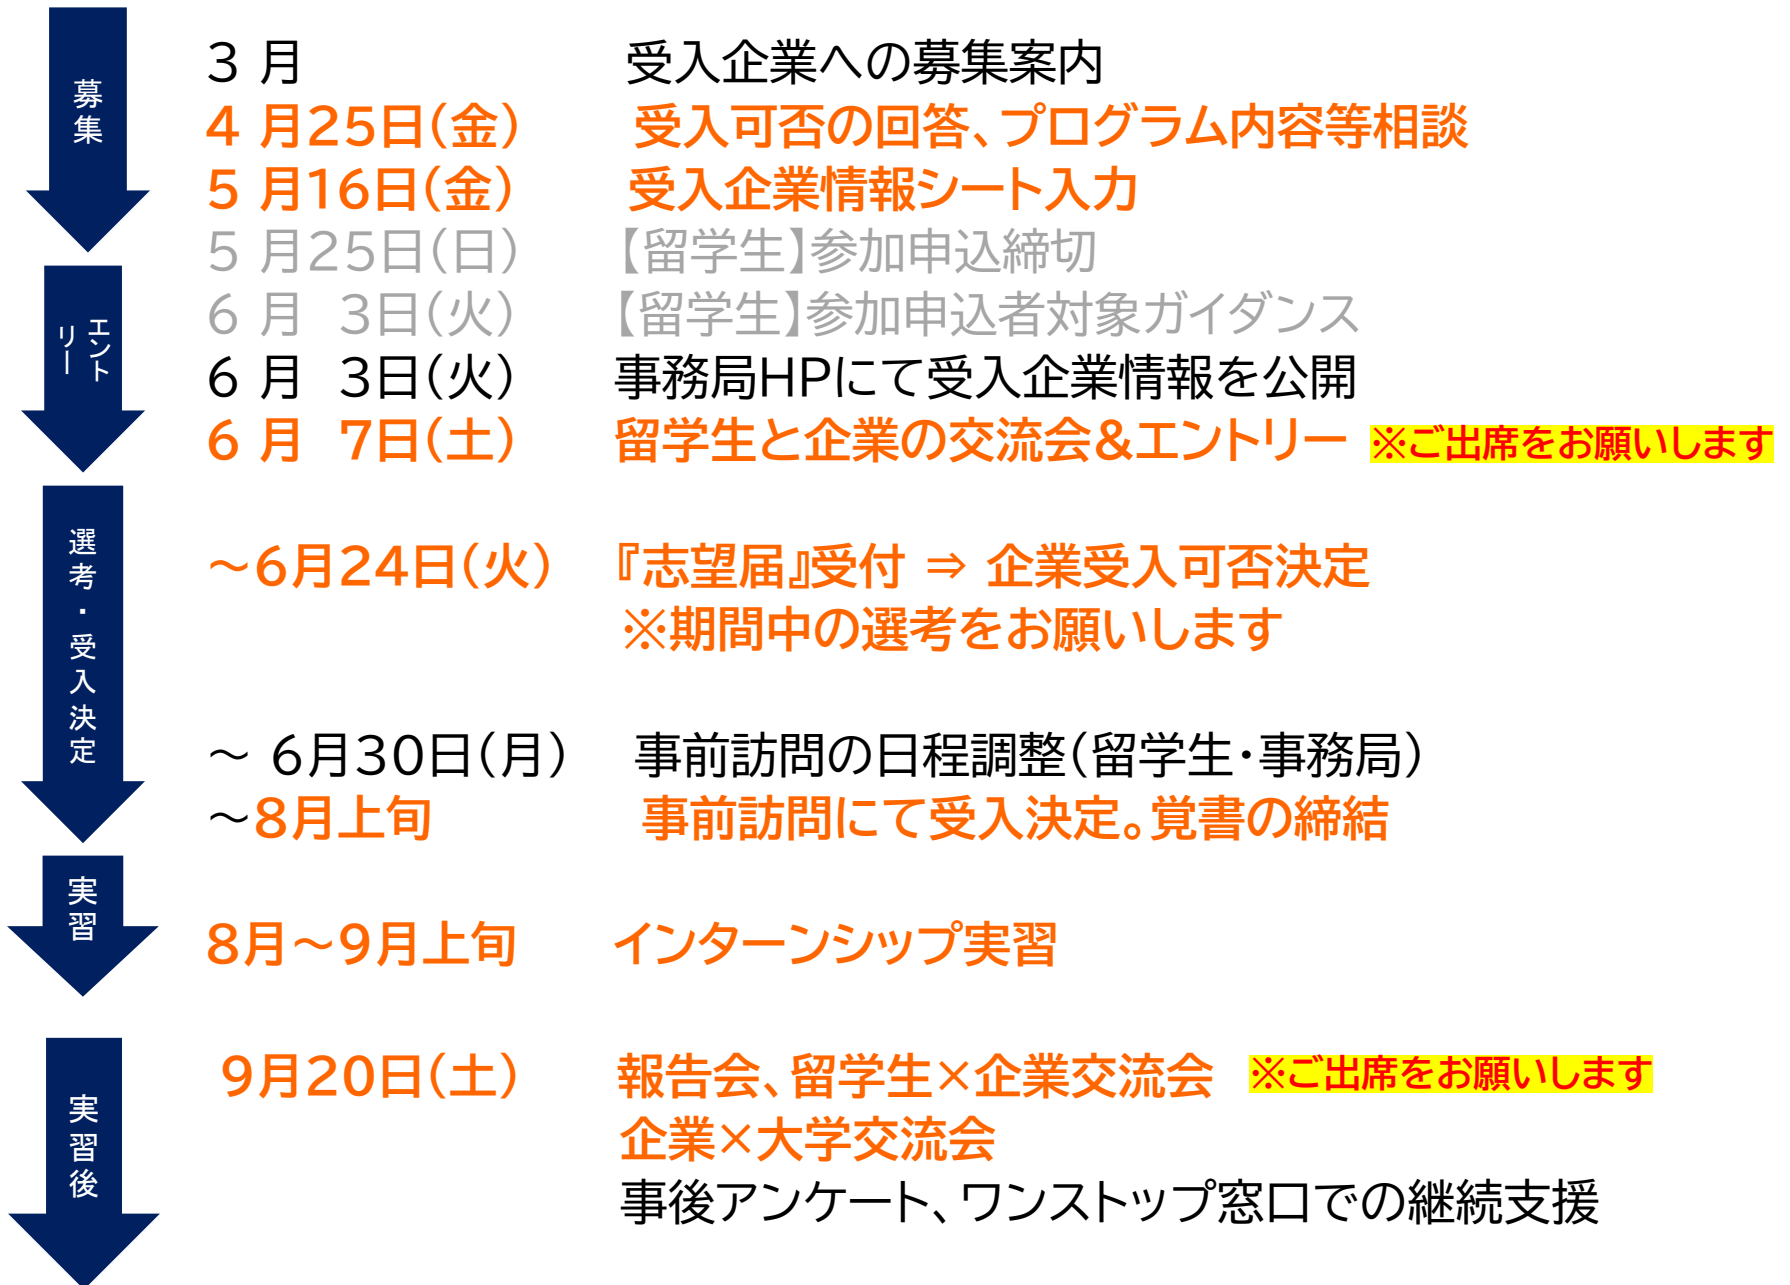 募集
3 月 受入企業への募集案内
4 月25日(金) 受入可否の回答、プログラム内容等相談
5 月16日(金) 受入企業情報シート入力
5 月25日(日) 【留学生】参加申込締切
エントリー
6 月 3日(火) 【留学生】参加申込者対象ガイダンス
6 月 3日(火) 事務局HPにて受入企業情報を公開
6 月 7日(土) 留学生と企業の交流会&エントリー ※ご出席をお願いします
選考・受入決定
～6月24日(火) 『志望届』受付 ⇒ 企業受入可否決定
※期間中の選考をお願いします
～ 6月30日(月) 事前訪問の日程調整(留学生・事務局)
～8月上旬 事前訪問にて受入決定。覚書の締結
実習
8月～9月上旬 インターンシップ実習
実習後
9月20日(土) 報告会、留学生×企業交流会 ※ご出席をお願いします
企業×大学交流会
事後アンケート、ワンストップ窓口での継続支援